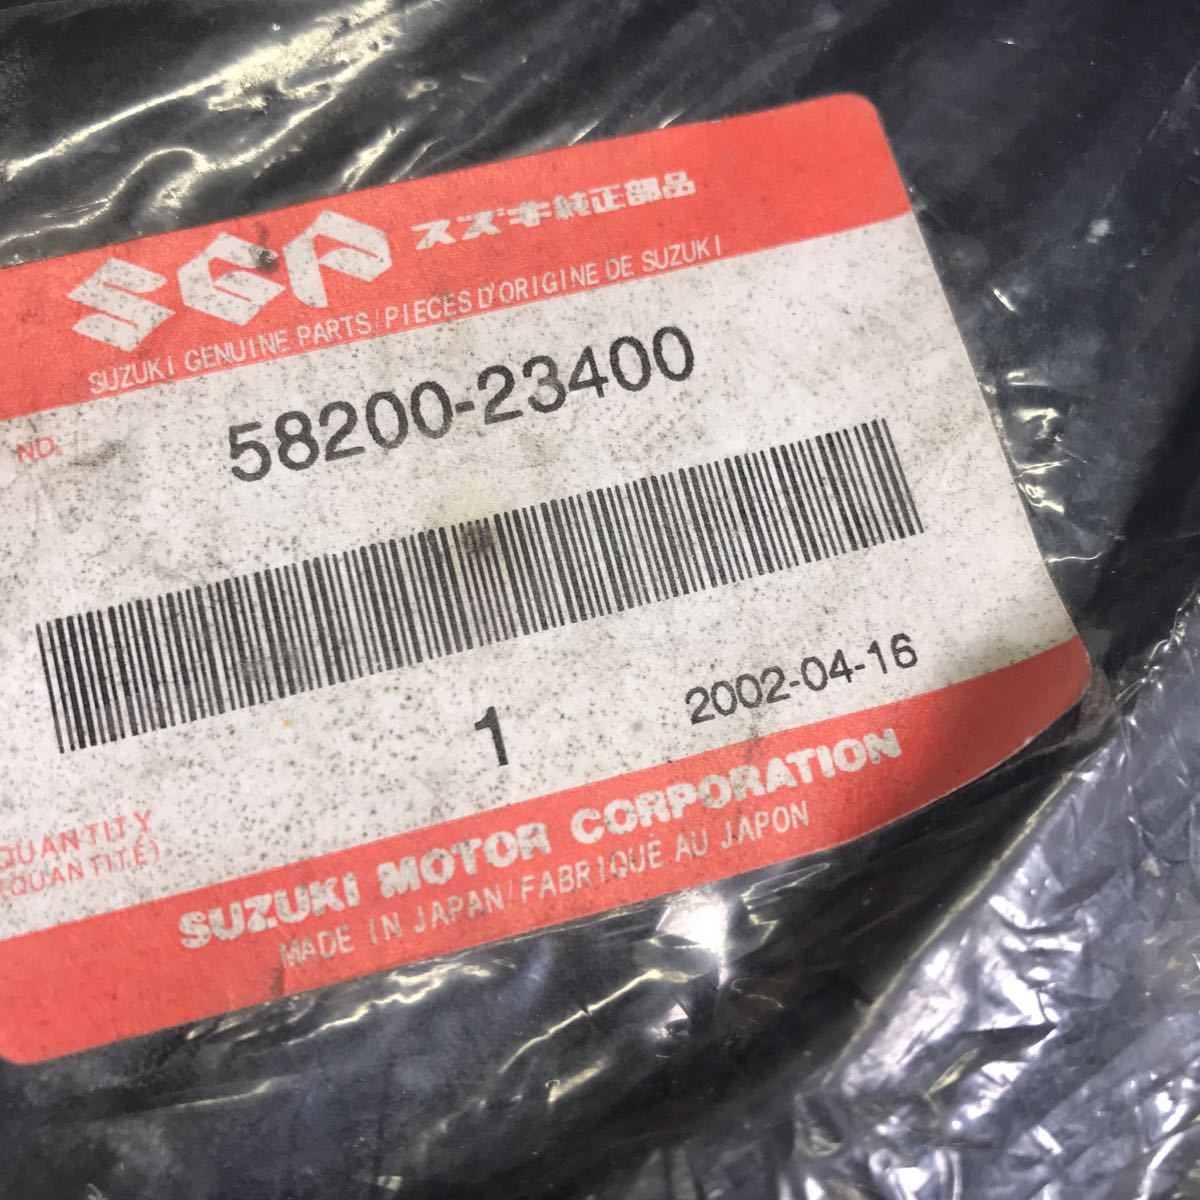 SGP スズキ純正部品
SUZUKI GENUINE PARTS/PIECES D'ORIGINE DE SUZUKI
NO. 58200-23400
1 2002-04-16
QUANTITY
(QUANTITÉ)
SUZUKI MOTOR CORPORATION
MADE IN JAPAN/FABRIQUÉ AU JAPON